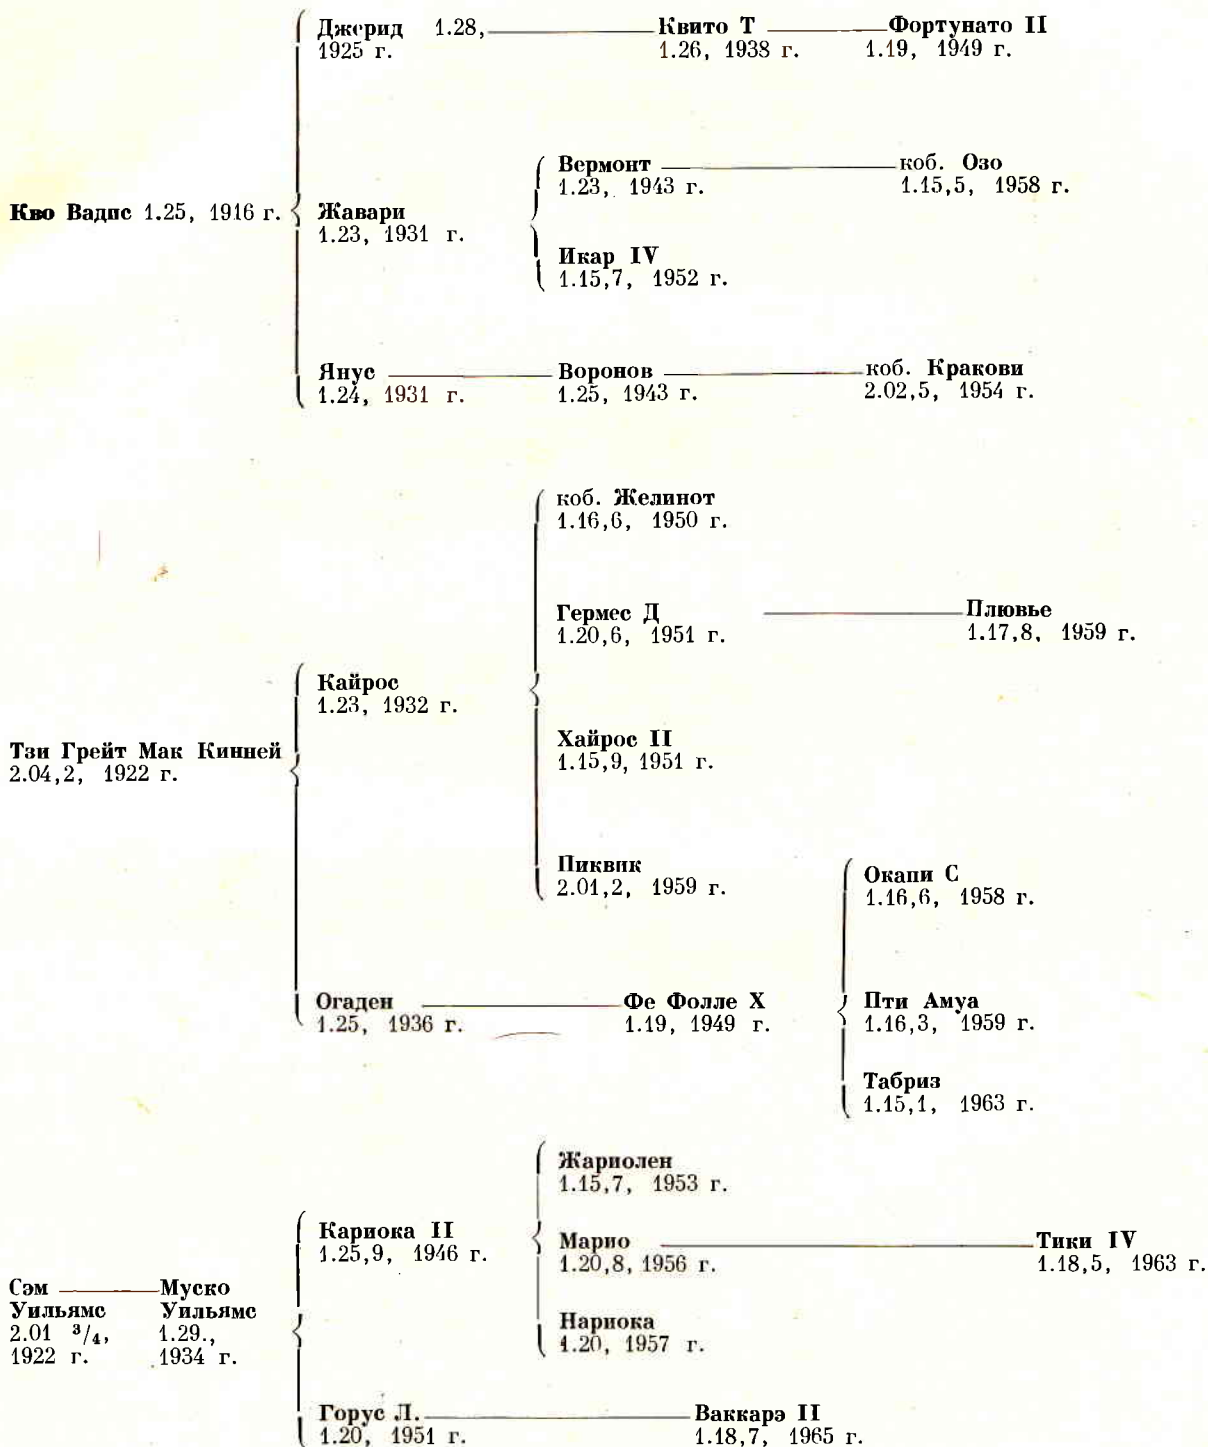 Джерид 1.28, Квито Т Фортунато II
1925 г. 1.26, 1938 г. 1.19, 1949 г.
Вермонт коб. Озо
1.23, 1943 г. 1.15,5, 1958 г.
Кво Вадис 1.25, 1916 г. Жавари
1.23, 1931 г.
Икар IV
1.15,7, 1952 г.
Янус Воронов коб. Кракови
1.24, 1931 г. 1.25, 1943 г. 2.02,5, 1954 г.
коб. Желинот
1.16,6, 1950 г.
Гермес Д Плювье
1.20,6, 1951 г. 1.17,8, 1959 г.
Кайрос
1.23, 1932 г.
Тзи Грейт Мак Кинней Хайрос II
2.04,2, 1922 г. 1.15,9, 1951 г.
Пиквик Окапи С
2.01,2, 1959 г. 1.16,6, 1958 г.
Огаден Фе Фолле X Пти Амуа
1.25, 1936 г. 1.19, 1949 г. 1.16,3, 1959 г.
Табриз
1.15,1, 1963 г.
Жариолен
1.15,7, 1953 г.
Кариока II Марио Тики IV
1.25,9, 1946 г. 1.20,8, 1956 г. 1.18,5, 1963 г.
Сэм Муско
Уильямс Уильямс
2.01 3/4, 1.29.,
1922 г. 1934 г.
Нариока
1.20, 1957 г.
Горус Л. Ваккарэ II
1.20, 1951 г. 1.18,7, 1965 г.